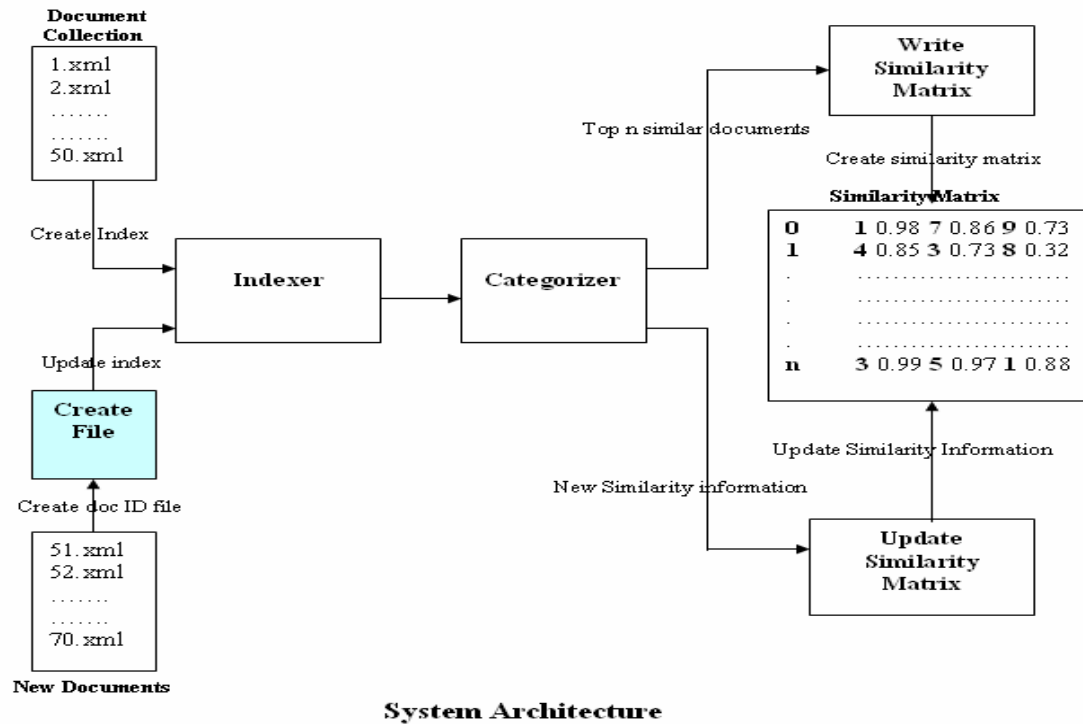 Document
Collection
1.xml
2.xml
.......
.......
50.xml
Create Index
Indexer
Categorizer
Update index
Create
File
Create doc ID file
51.xml
52.xml
.......
.......
70.xml
New Documents
Top n similar documents
Write
Similarity
Matrix
Create similarity matrix
Similarity Matrix
0 1 0.98 7 0.86 9 0.73
1 4 0.85 3 0.73 8 0.32
. ........................
. ........................
. ........................
. ........................
n 3 0.99 5 0.97 1 0.88
Update Similarity Information
New Similarity information
Update
Similarity
Matrix
System Architecture